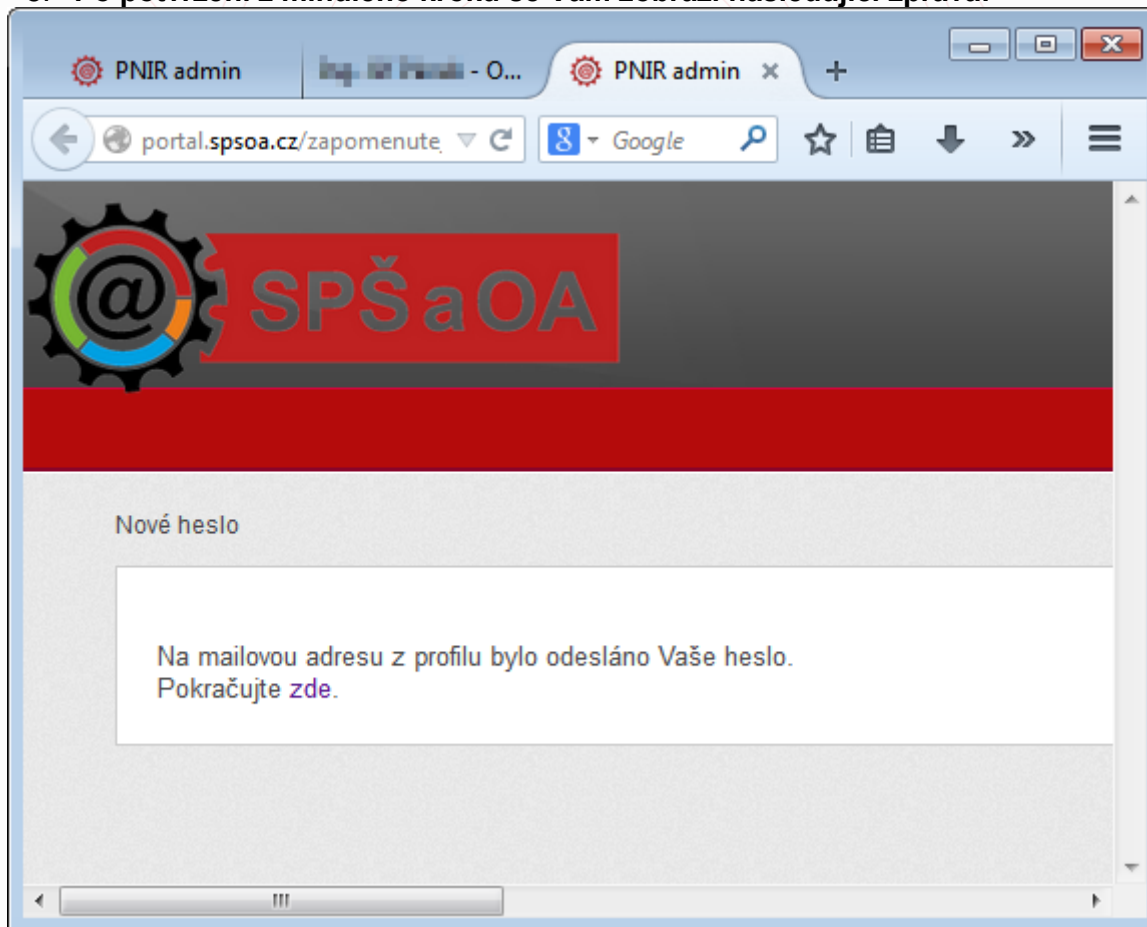 PNIR admin
- O...
PNIR admin
portal.spsoa.cz/zapomenute
Google
@ SPŠ a OA
Nové heslo
Na mailovou adresu z profilu bylo odesláno Vaše heslo.
Pokračujte zde.